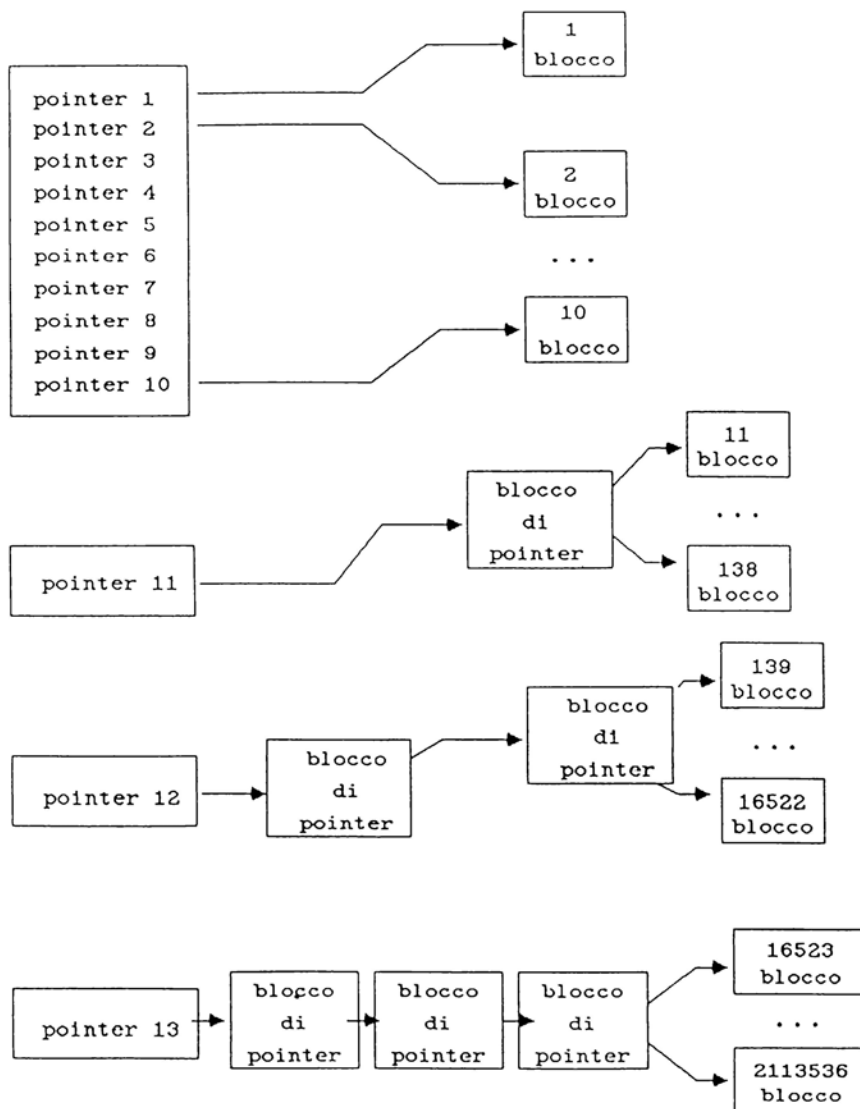 1
blocco
pointer 1
pointer 2
pointer 3
pointer 4
pointer 5
pointer 6
pointer 7
pointer 8
pointer 9
pointer 10
2
blocco
...
10
blocco
11
blocco
...
138
blocco
blocco
di
pointer
pointer 11
139
blocco
...
16522
blocco
blocco
di
pointer
blocco
di
pointer
pointer 12
16523
blocco
...
2113536
blocco
blocco
di
pointer
blocco
di
pointer
blocco
di
pointer
pointer 13